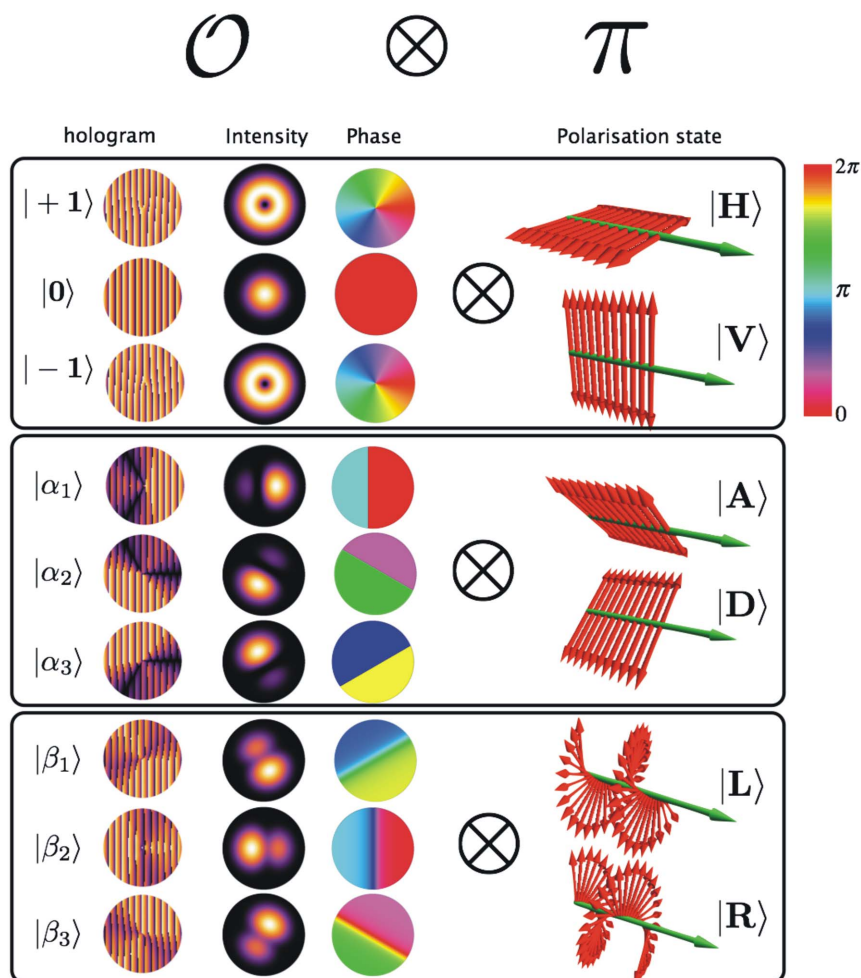 𝒪 ⊗ π
hologram Intensity Phase Polarisation state
|+1⟩
|0⟩
|−1⟩
⊗
|H⟩
|V⟩
2π
π
0
|α₁⟩
|α₂⟩
|α₃⟩
⊗
|A⟩
|D⟩
|β₁⟩
|β₂⟩
|β₃⟩
⊗
|L⟩
|R⟩